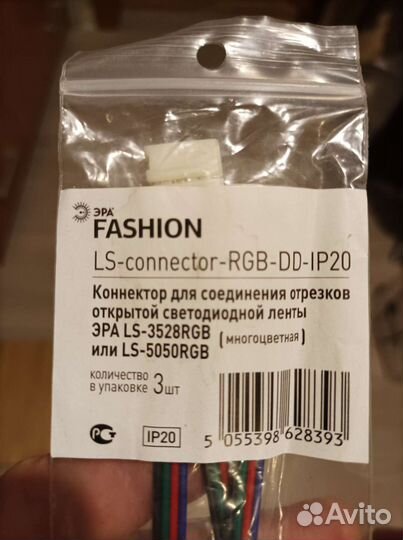 ЭРА®
FASHION
LS-connector-RGB-DD-IP20
Коннектор для соединения отрезков
открытой светодиодной ленты
ЭРА LS-3528RGB
или LS-5050RGB (многоцветная)
количество
в упаковке 3шт
РС
IP20
5 055398 628393
Avito